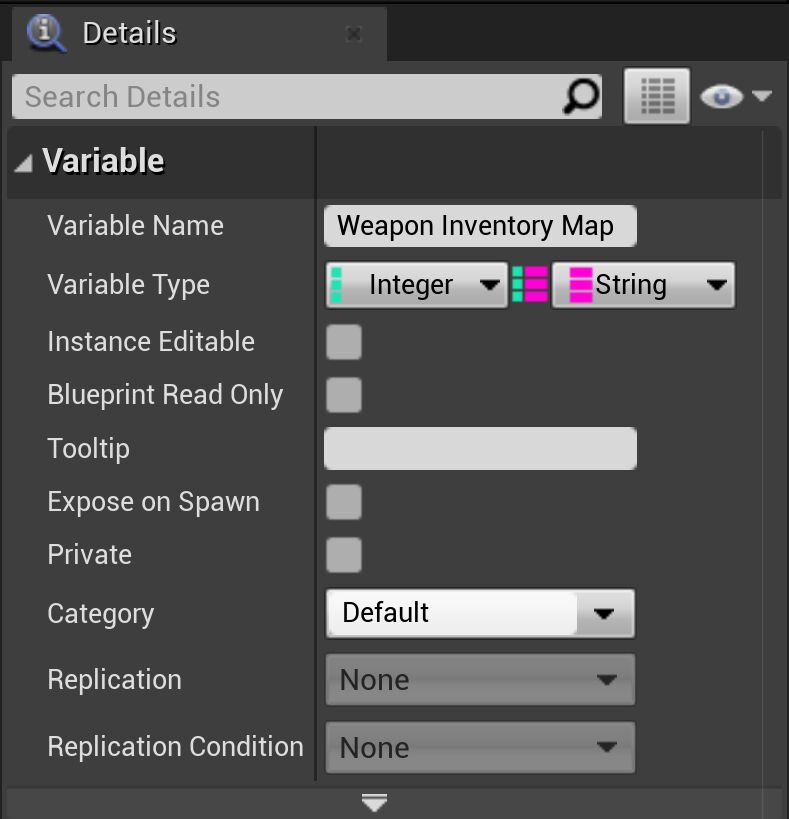 Details
Search Details
Variable
Variable Name Weapon Inventory Map
Variable Type Integer String
Instance Editable
Blueprint Read Only
Tooltip
Expose on Spawn
Private
Category Default
Replication None
Replication Condition None